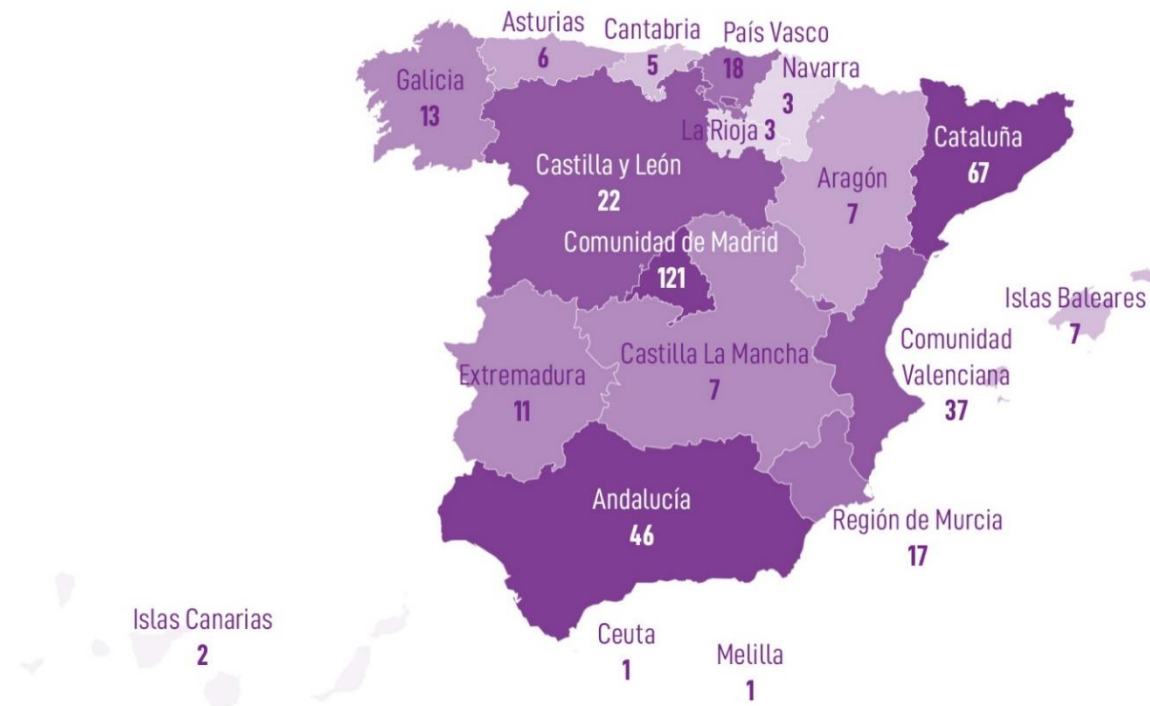 Asturias
6
Cantabria
5
País Vasco
18
Navarra
3
Galicia
13
La Rioja 3
Cataluña
67
Castilla y León
22
Aragón
7
Comunidad de Madrid
121
Islas Baleares
7
Comunidad
Valenciana
37
Castilla La Mancha
7
Extremadura
11
Andalucía
46
Región de Murcia
17
Islas Canarias
2
Ceuta
1
Melilla
1